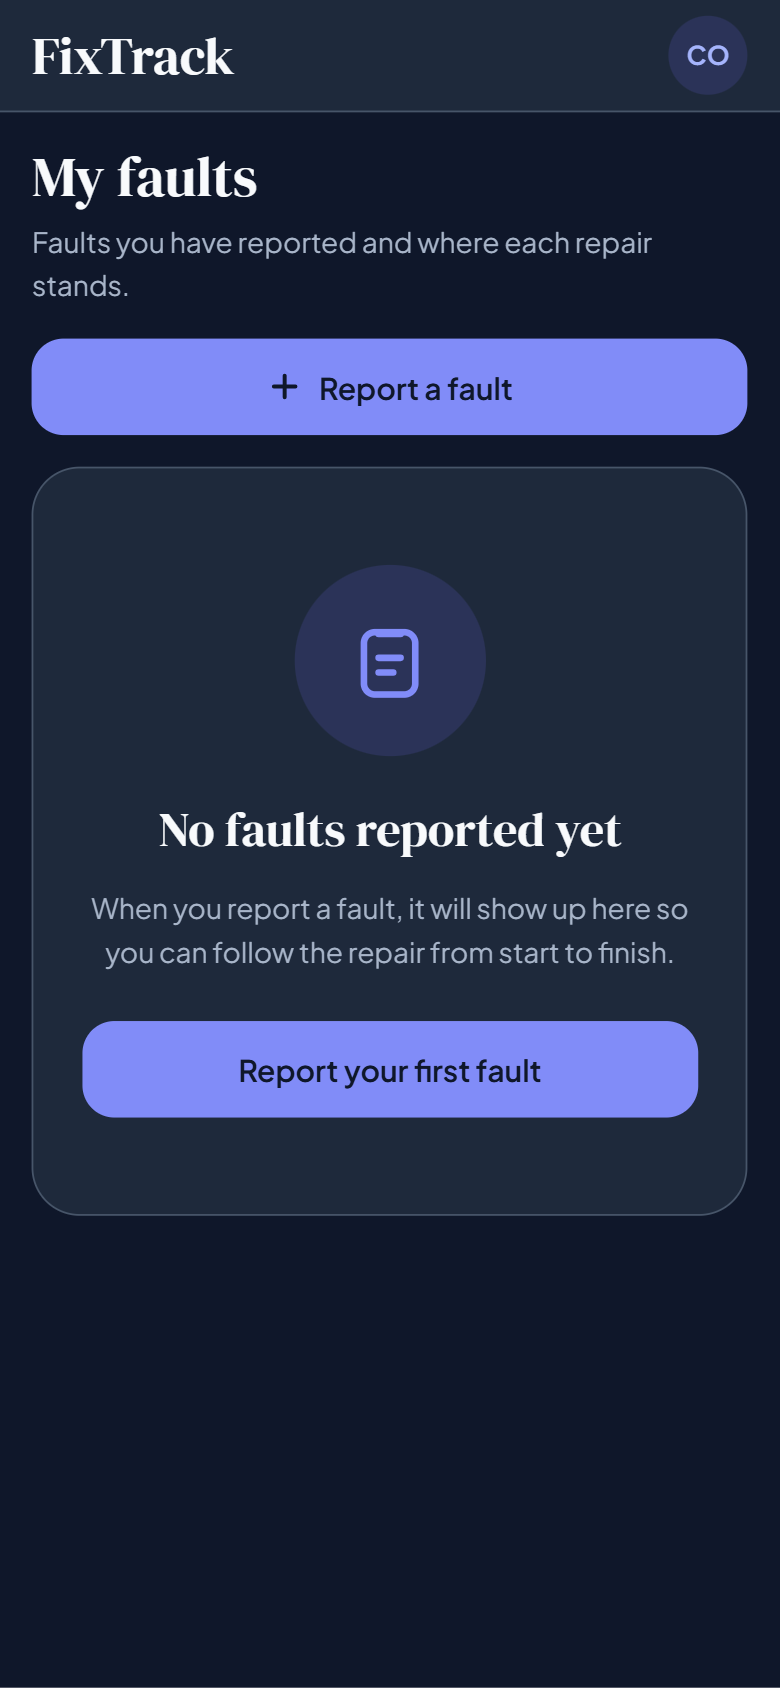 FixTrack
CO
My faults
Faults you have reported and where each repair
stands.
Report a fault
No faults reported yet
When you report a fault, it will show up here so
you can follow the repair from start to finish.
Report your first fault